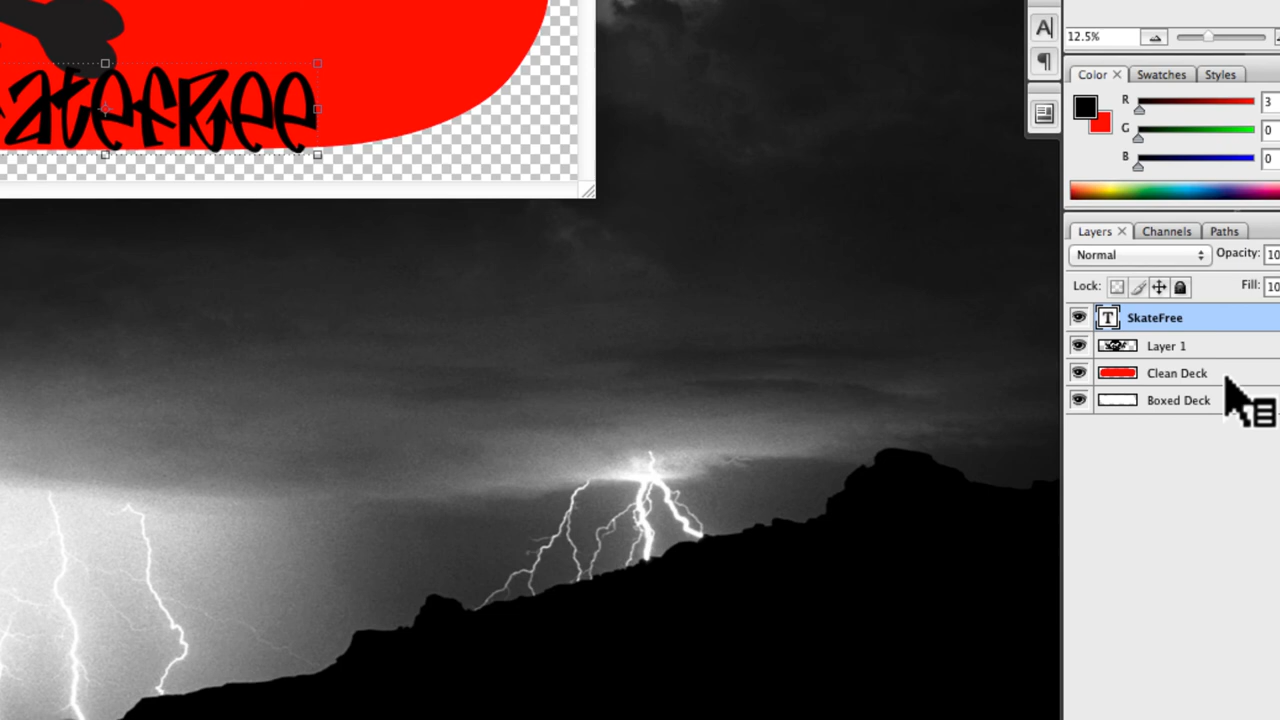 ateFRee
A
12.5%
Color Swatches Styles
R 3
G 0
B 0
Layers Channels Paths
Normal Opacity: 10
Lock: Fill: 10
T SkateFree
Layer 1
Clean Deck
Boxed Deck